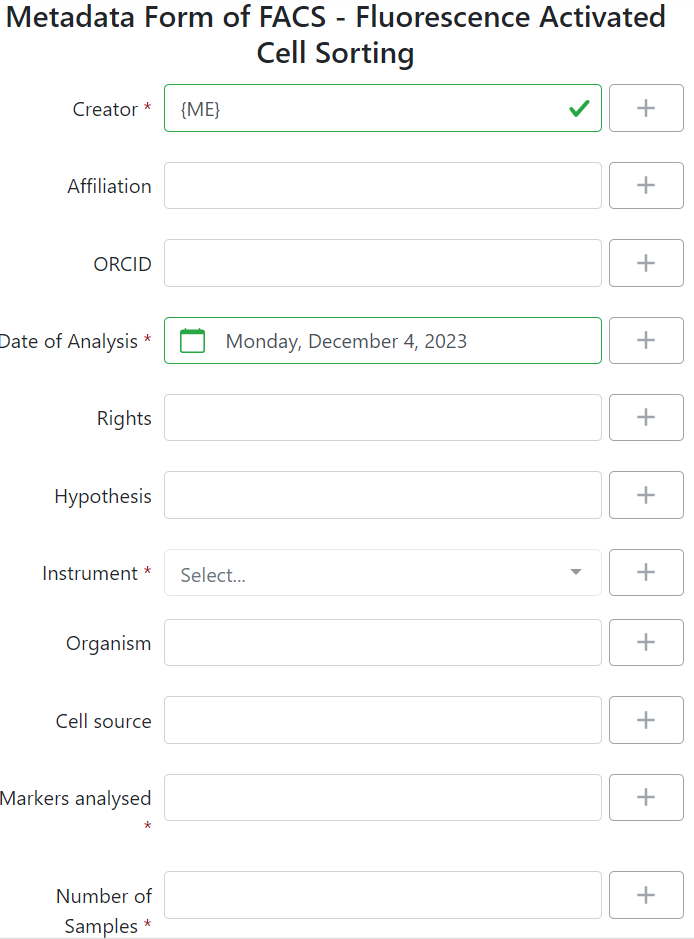 Metadata Form of FACS - Fluorescence Activated
Cell Sorting
Creator * {ME}
Affiliation
ORCID
Date of Analysis * Monday, December 4, 2023
Rights
Hypothesis
Instrument * Select...
Organism
Cell source
Markers analysed
*
Number of
Samples *